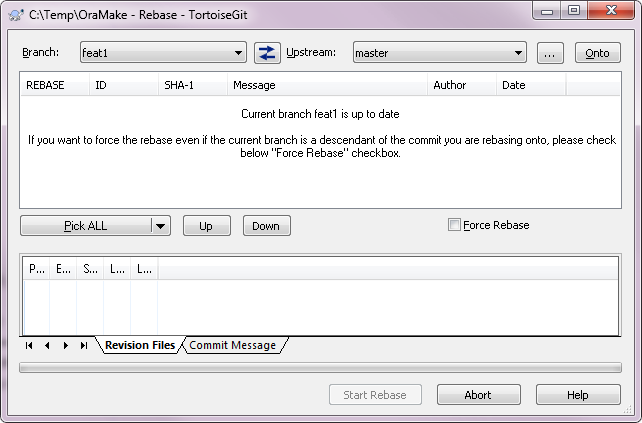 C:\Temp\OraMake - Rebase - TortoiseGit
Branch: feat1 Upstream: master ... Onto
REBASE ID SHA-1 Message Author Date
Current branch feat1 is up to date
If you want to force the rebase even if the current branch is a descendant of the commit you are rebasing onto, please check
below "Force Rebase" checkbox.
Pick ALL Up Down Force Rebase
P... E... S... L... L...
Revision Files Commit Message
Start Rebase Abort Help